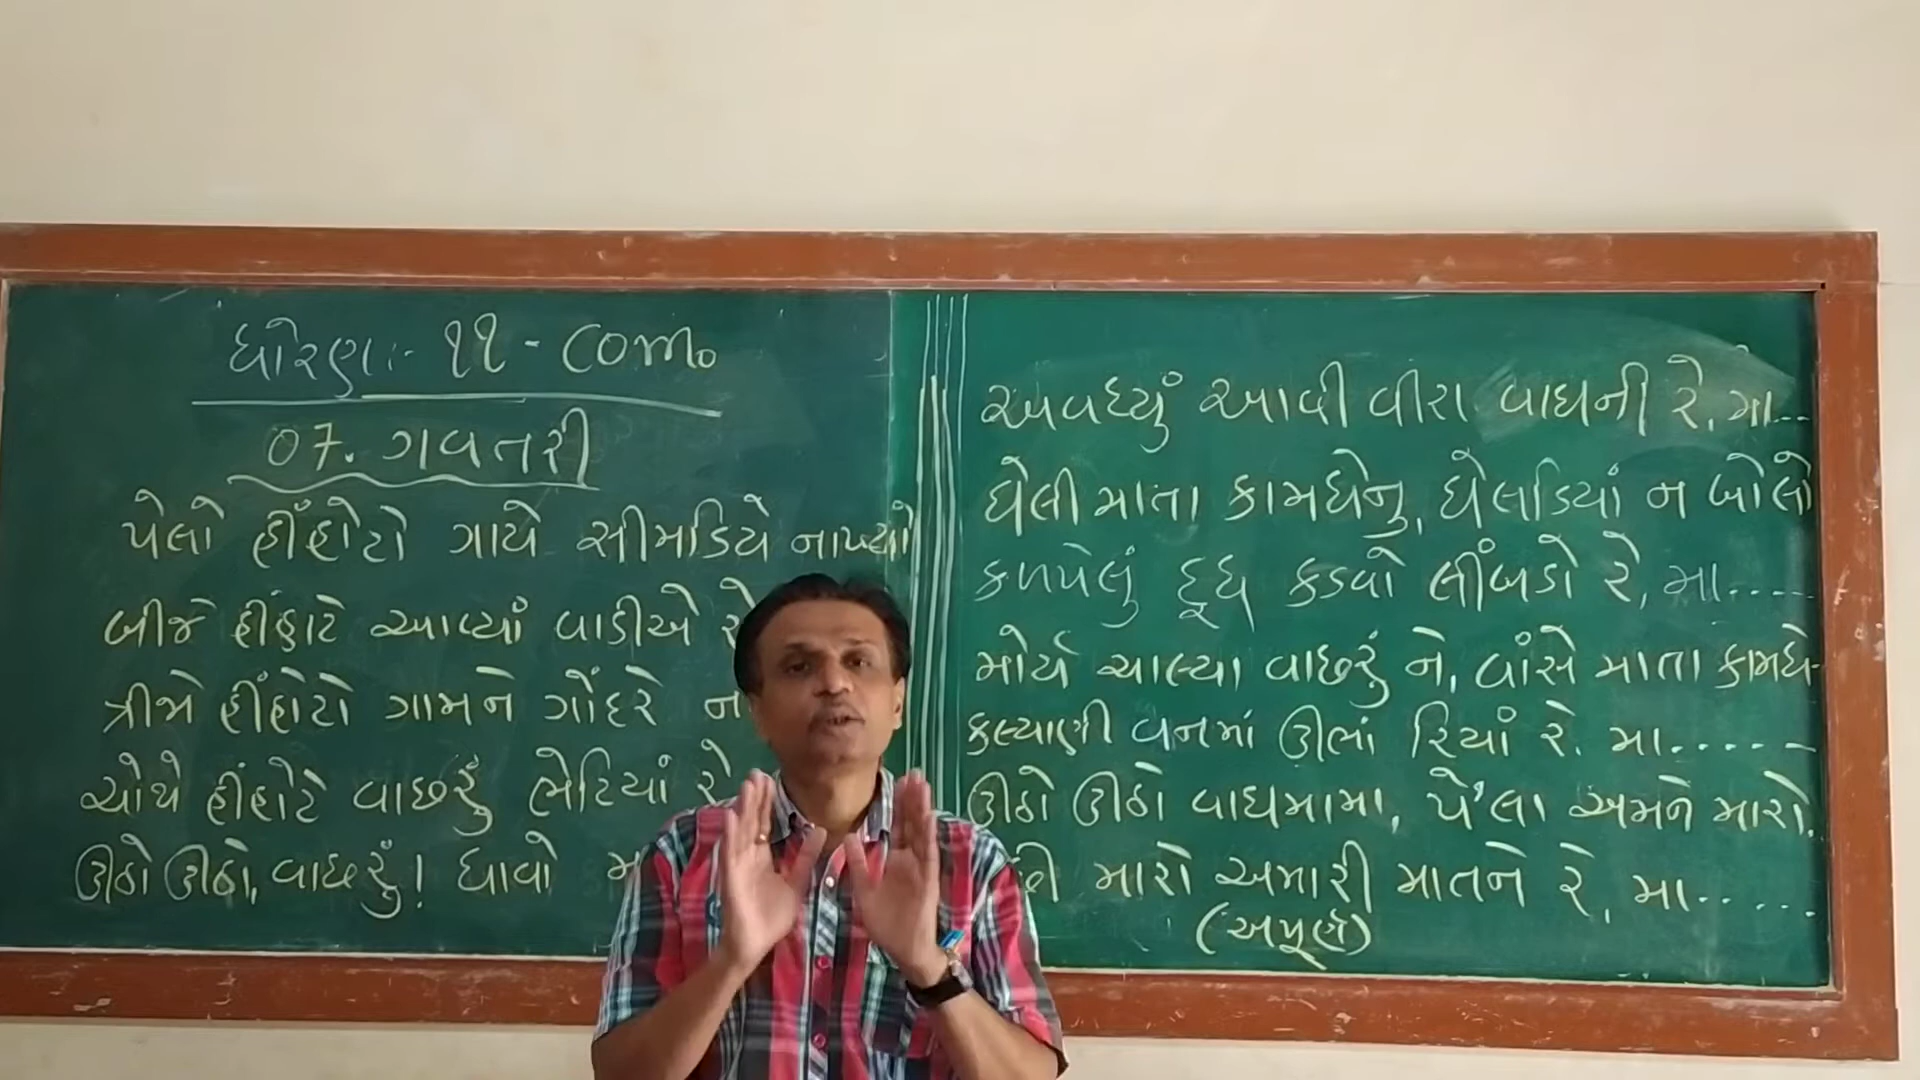 ધોરણ :- ૧૧ - com.
07. ગવતરી
પેલો હીંહોટો ગાયે સીમડિયે નાખ્યો
બીજે હીંહોટે આવ્યાં વાડીએ રે
ત્રીજો હીંહોટો ગામને ગોંદરે
ચોથે હીંહોટે વાછરું ભેટિયાં રે
ઊઠો ઊઠો, વાછરું! ધાવો
અવધ્યું આવી વીરા વાઘની રે, મા...
ઘેલી માતા કામધેનુ, ઘેલડિયાં ન બોલો
કળપેલું દૂધ કડવો લીંબડો રે, મા.....
મોર્ય ચાલ્યા વાછરું ને, વાંસે માતા કામધે-
કલ્યાણી વનમાં ઊભાં રિયાં રે. મા......
ઊઠો ઊઠો વાઘમામા, પે'લા અમને મારો.
મારો અમારી માતને રે, મા......
(અપૂર્ણ)